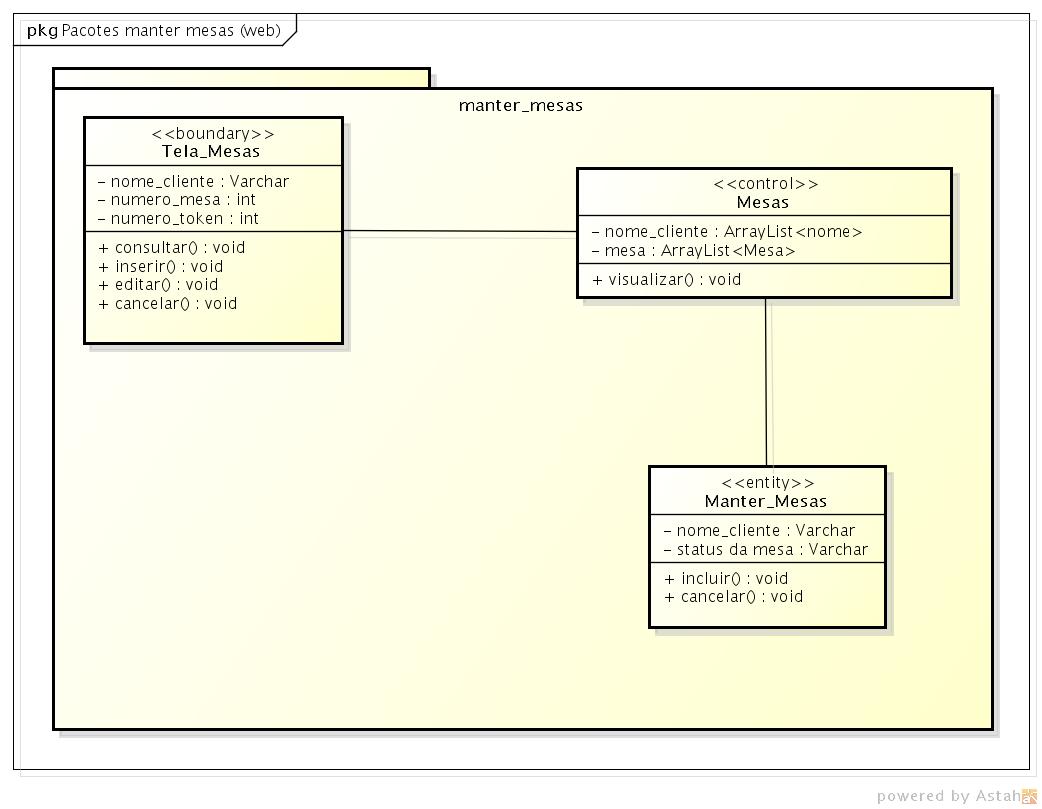 pkg Pacotes manter mesas (web)
manter_mesas
<<boundary>>
Tela_Mesas
- nome_cliente : Varchar
- numero_mesa : int
- numero_token : int
+ consultar() : void
+ inserir() : void
+ editar() : void
+ cancelar() : void
<<control>>
Mesas
- nome_cliente : ArrayList<nome>
- mesa : ArrayList<Mesa>
+ visualizar() : void
<<entity>>
Manter_Mesas
- nome_cliente : Varchar
- status da mesa : Varchar
+ incluir() : void
+ cancelar() : void
powered by Astah